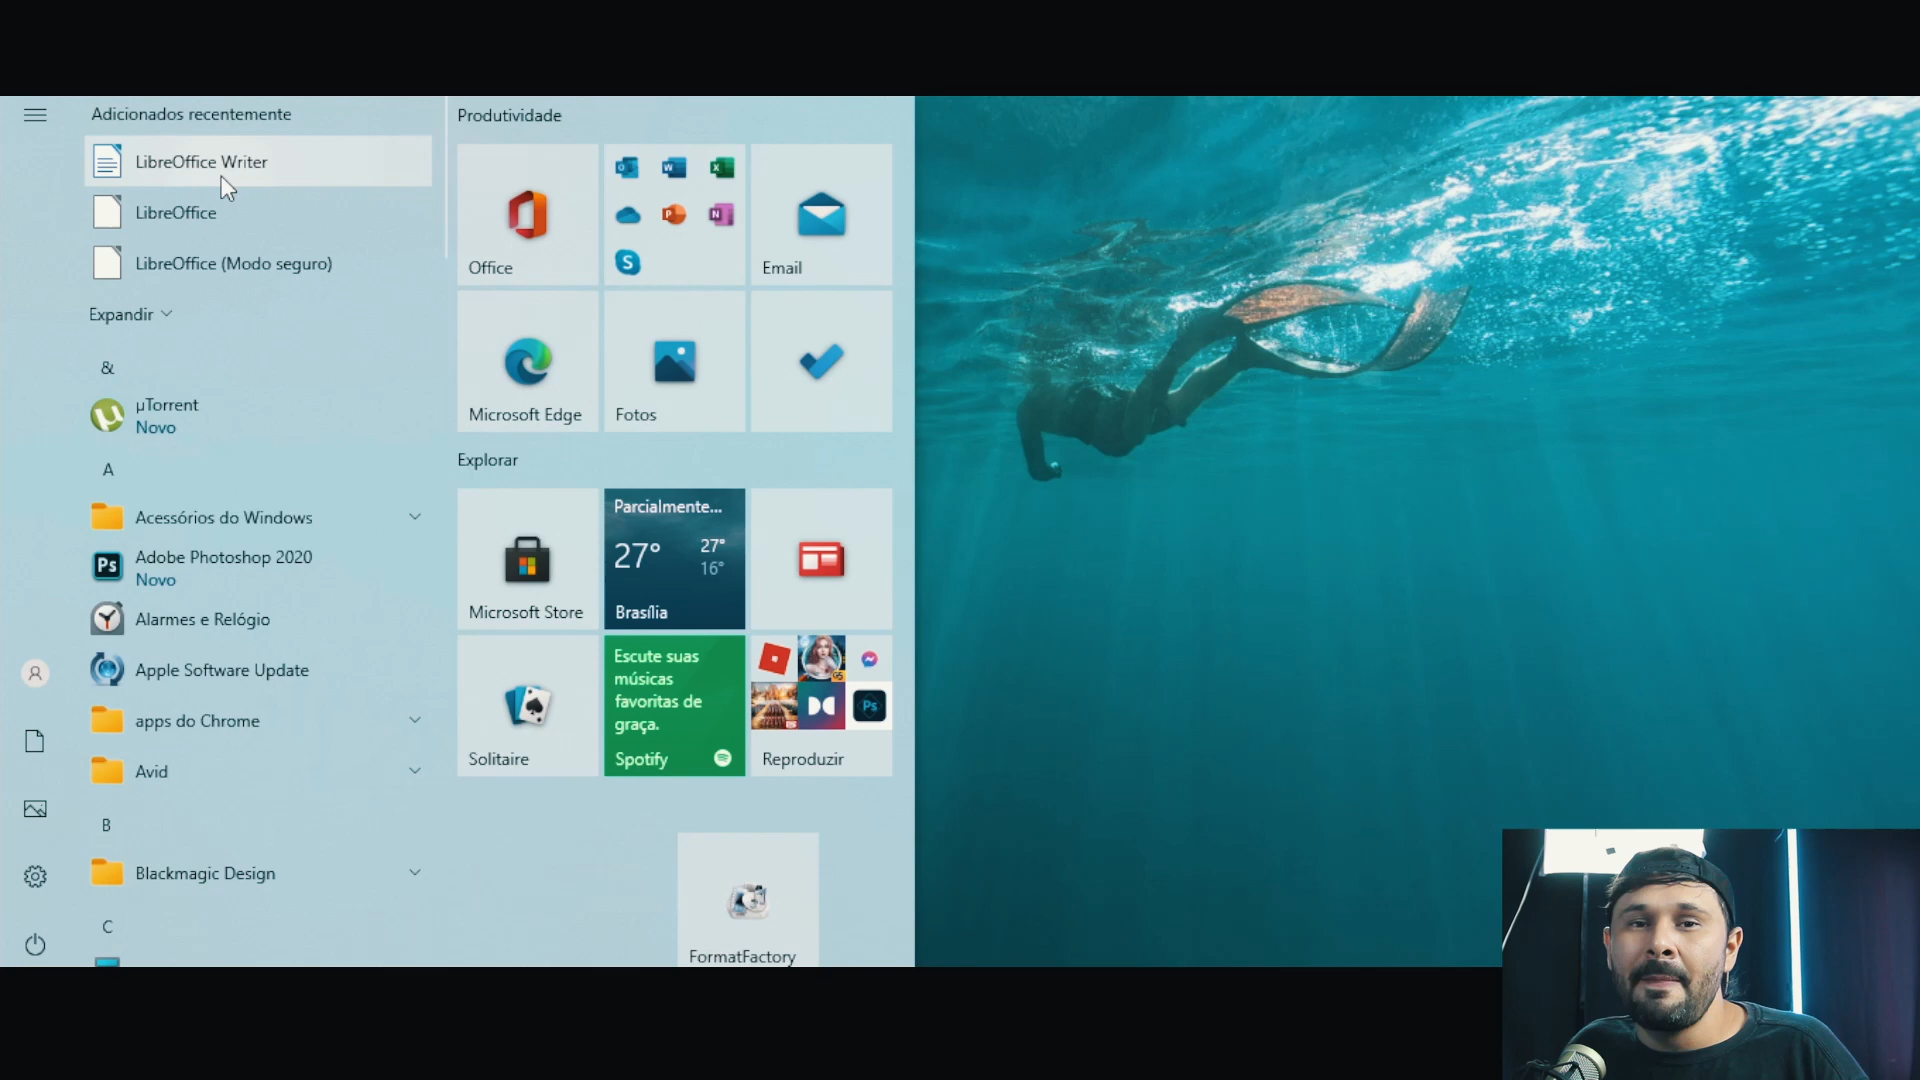 Adicionados recentemente
LibreOffice Writer
LibreOffice
LibreOffice (Modo seguro)
Expandir
&
µTorrent
Novo
A
Acessórios do Windows
Ps
Adobe Photoshop 2020
Novo
Alarmes e Relógio
Apple Software Update
apps do Chrome
Avid
B
Blackmagic Design
C
Produtividade
Office
Email
Microsoft Edge
Fotos
Explorar
Microsoft Store
Parcialmente...
27° 27°
16°
Brasília
Solitaire
Escute suas
músicas
favoritas de
graça.
Spotify
Ps
Reproduzir
FormatFactory